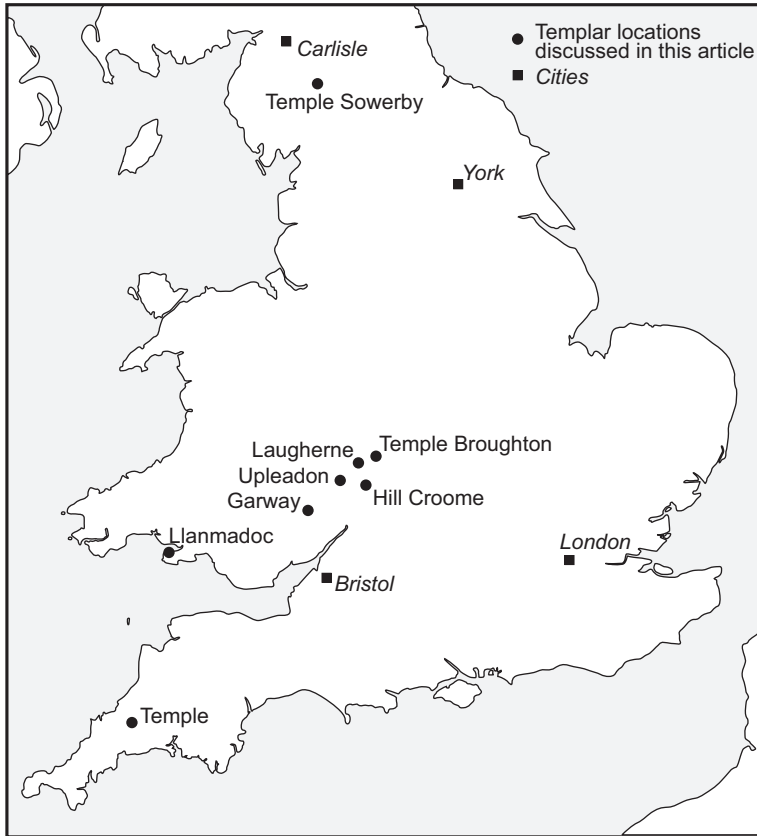 Templar locations
discussed in this article
Cities
Carlisle
Temple Sowerby
York
Laugherne
Temple Broughton
Upleadon
Hill Croome
Garway
Llanmadoc
London
Bristol
Temple